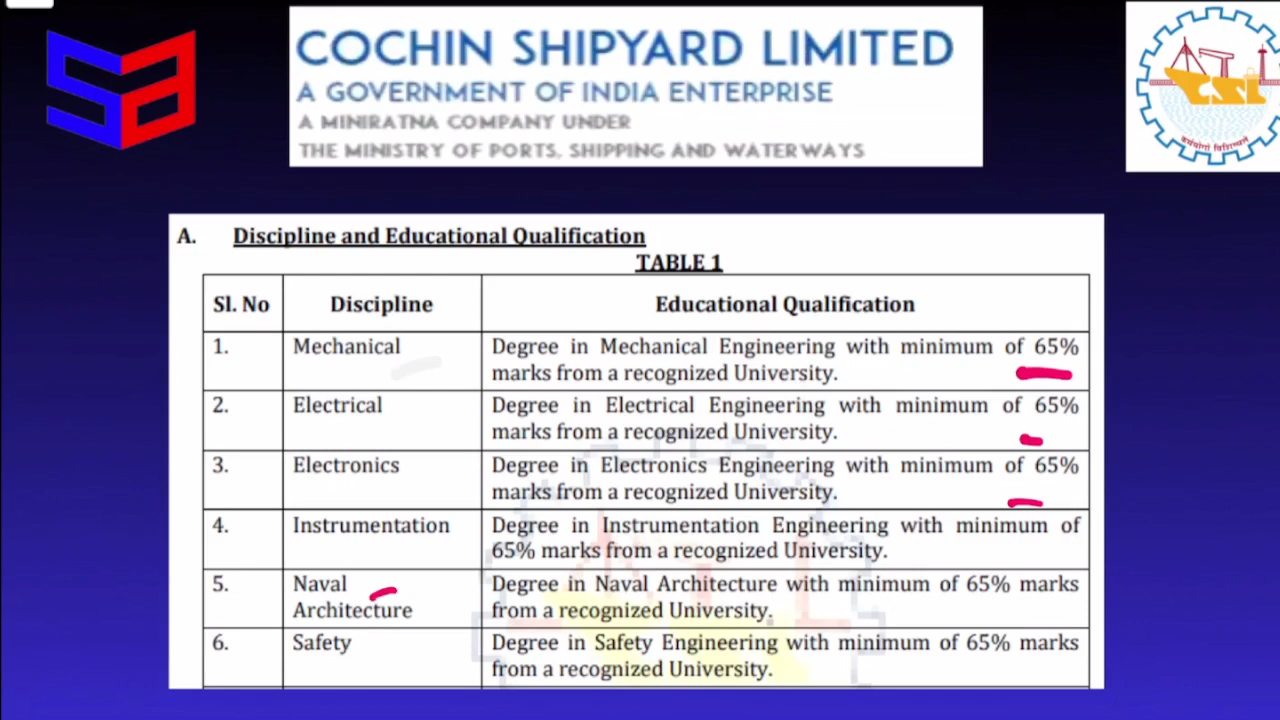 COCHIN SHIPYARD LIMITED
A GOVERNMENT OF INDIA ENTERPRISE
A MINIRATNA COMPANY UNDER
THE MINISTRY OF PORTS, SHIPPING AND WATERWAYS
CSL
A. Discipline and Educational Qualification
TABLE 1
Sl. No Discipline Educational Qualification
1. Mechanical Degree in Mechanical Engineering with minimum of 65%
marks from a recognized University.
2. Electrical Degree in Electrical Engineering with minimum of 65%
marks from a recognized University.
3. Electronics Degree in Electronics Engineering with minimum of 65%
marks from a recognized University.
4. Instrumentation Degree in Instrumentation Engineering with minimum of
65% marks from a recognized University.
5. Naval Degree in Naval Architecture with minimum of 65% marks
Architecture from a recognized University.
6. Safety Degree in Safety Engineering with minimum of 65% marks
from a recognized University.